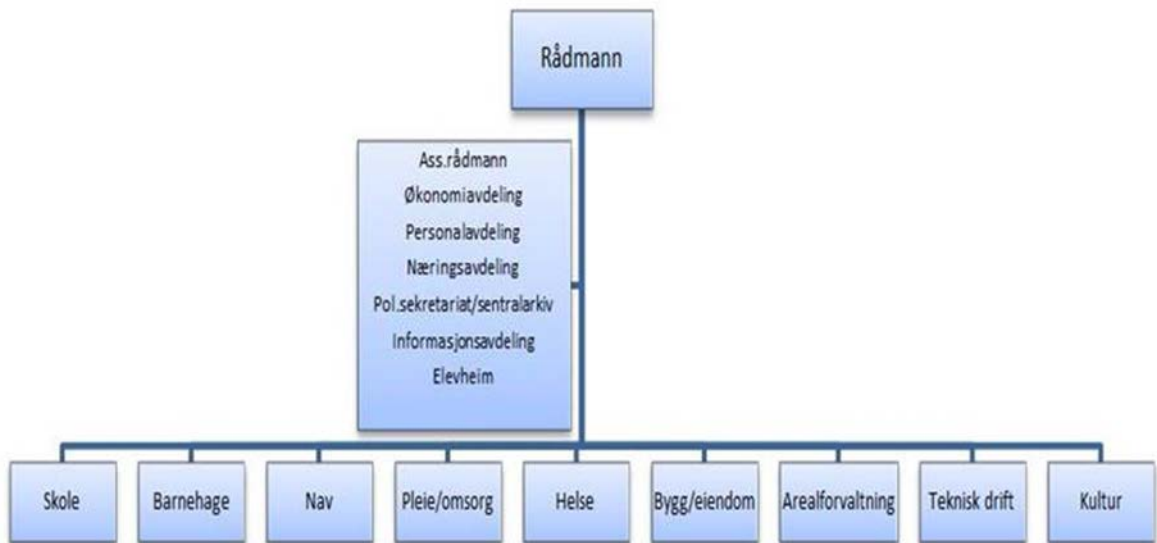 Rådmann
Ass.rådmann
Økonomiavdeling
Personalavdeling
Næringsavdeling
Pol.sekretariat/sentralarkiv
Informasjonsavdeling
Elevheim
Skole
Barnehage
Nav
Pleie/omsorg
Helse
Bygg/eiendom
Arealforvaltning
Teknisk drift
Kultur